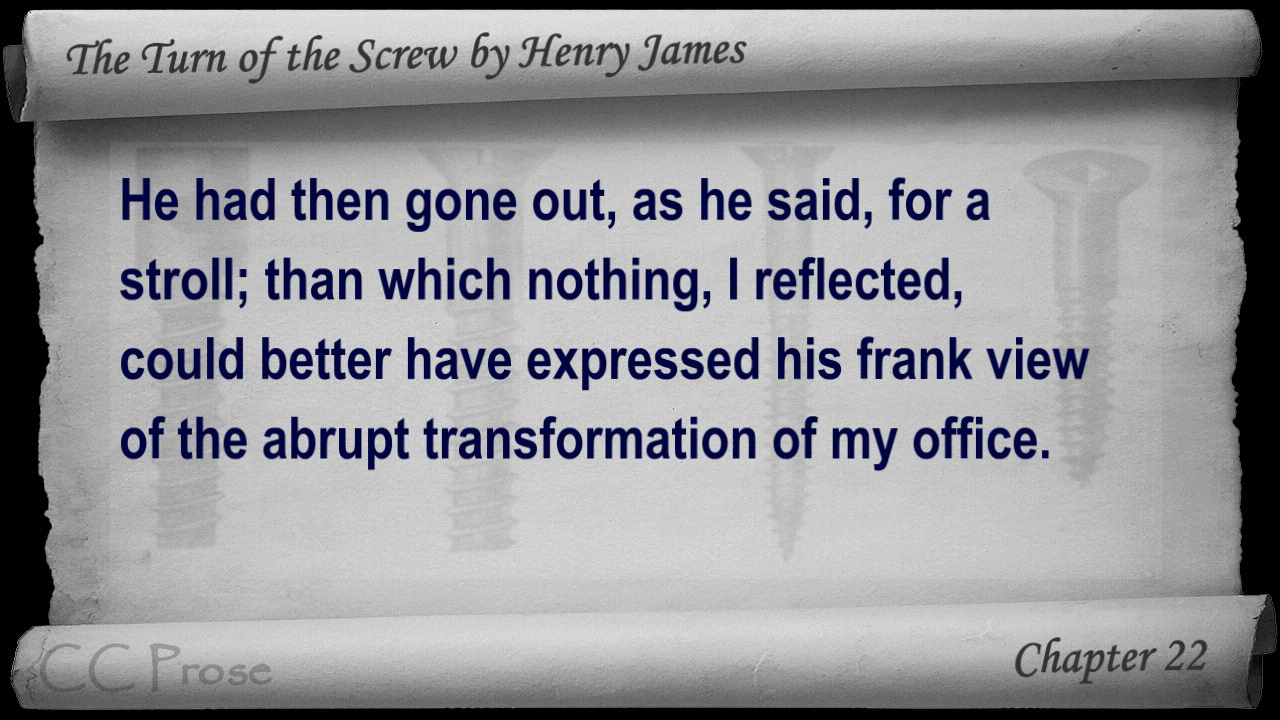 The Turn of the Screw by Henry James
He had then gone out, as he said, for a
stroll; than which nothing, I reflected,
could better have expressed his frank view
of the abrupt transformation of my office.
CC Prose
Chapter 22